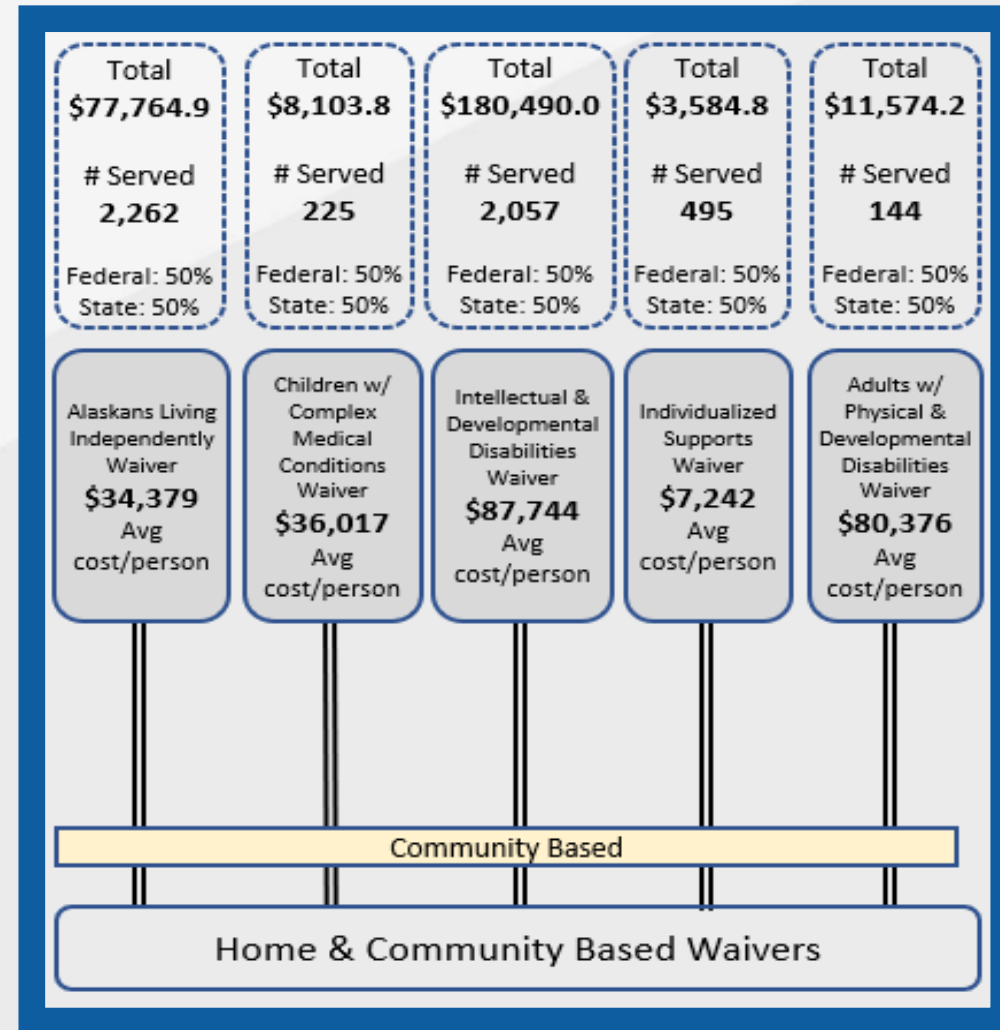 Total
$77,764.9
# Served
2,262
Federal: 50%
State: 50%
Total
$8,103.8
# Served
225
Federal: 50%
State: 50%
Total
$180,490.0
# Served
2,057
Federal: 50%
State: 50%
Total
$3,584.8
# Served
495
Federal: 50%
State: 50%
Total
$11,574.2
# Served
144
Federal: 50%
State: 50%
Alaskans Living
Independently
Waiver
$34,379
Avg
cost/person
Children w/
Complex
Medical
Conditions
Waiver
$36,017
Avg
cost/person
Intellectual &
Developmental
Disabilities
Waiver
$87,744
Avg
cost/person
Individualized
Supports
Waiver
$7,242
Avg
cost/person
Adults w/
Physical &
Developmental
Disabilities
Waiver
$80,376
Avg
cost/person
Community Based
Home & Community Based Waivers